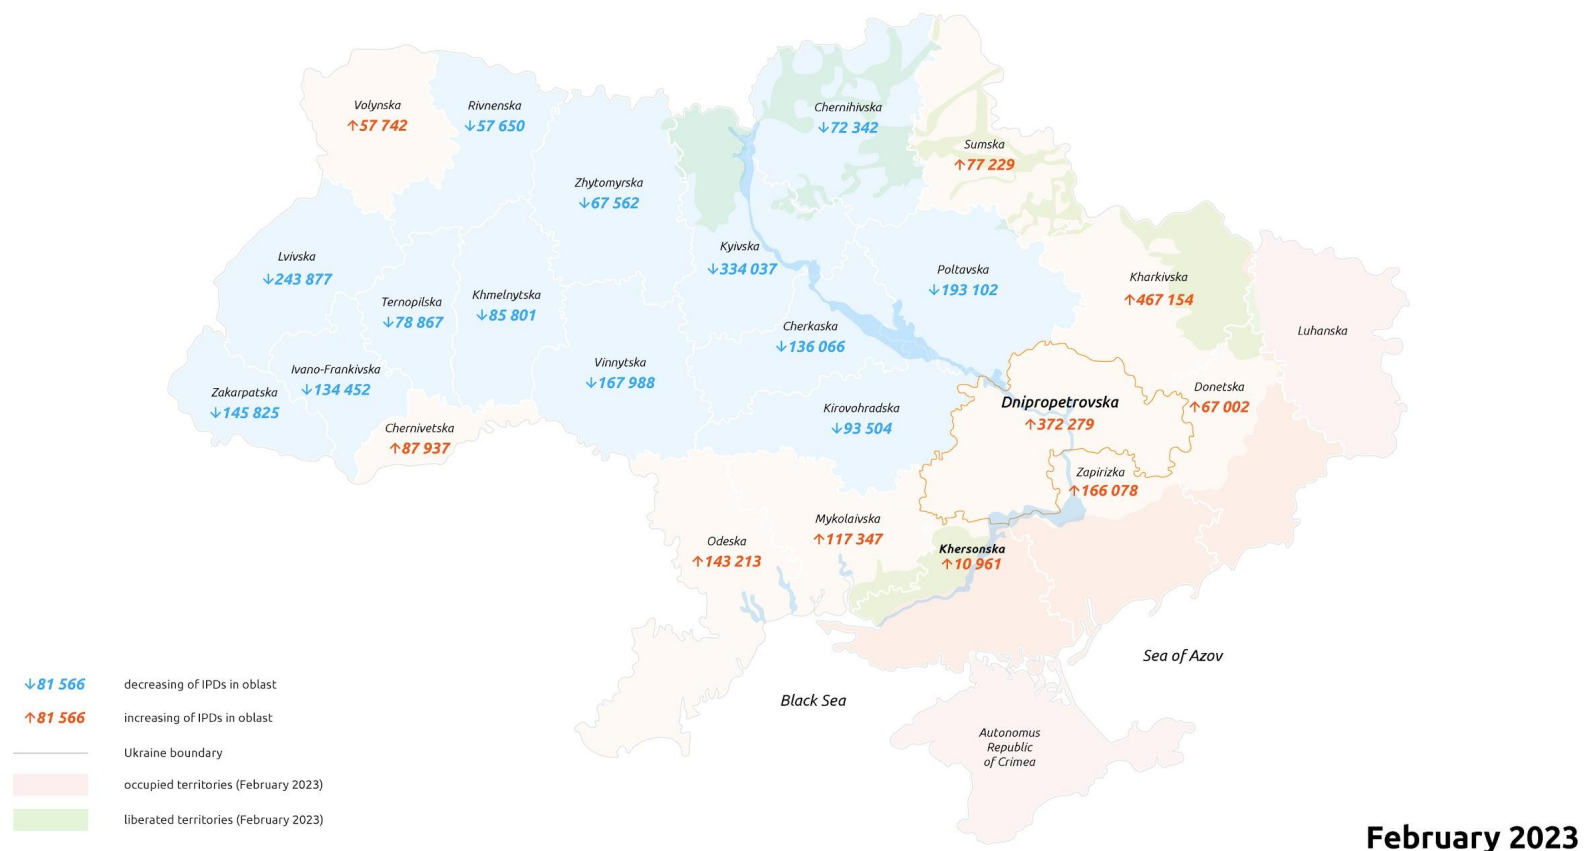 Volynska
↑57 742
Rivnenska
↓57 650
Chernihivska
↓72 342
Sumska
↑77 229
Zhytomyrska
↓67 562
Kyivska
↓334 037
Lvivska
↓243 877
Ternopilska
↓78 867
Khmelnytska
↓85 801
Poltavska
↓193 102
Kharkivska
↑467 154
Luhanska
Cherkaska
↓136 066
Vinnytska
↓167 988
Ivano-Frankivska
↓134 452
Zakarpatska
↓145 825
Chernivetska
↑87 937
Kirovohradska
↓93 504
Dnipropetrovska
↑372 279
Donetska
↑67 002
Zapirizka
↑166 078
Mykolaivska
↑117 347
Odeska
↑143 213
Khersonska
↑10 961
Sea of Azov
Black Sea
Autonomus
Republic
of Crimea
↓81 566 decreasing of IPDs in oblast
↑81 566 increasing of IPDs in oblast
Ukraine boundary
occupied territories (February 2023)
liberated territories (February 2023)
February 2023